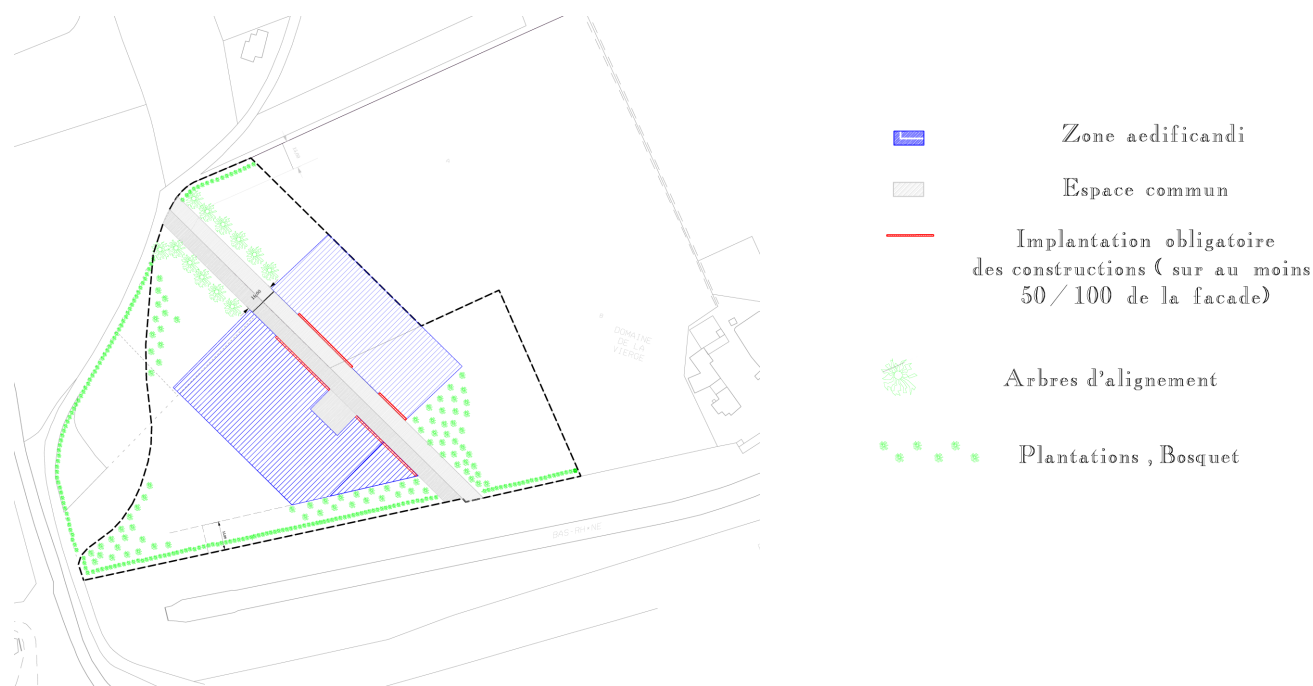 Zone aedificandi
Espace commun
Implantation obligatoire
des constructions ( sur au moins
50/100 de la facade)
Arbres d'alignement
Plantations , Bosquet
DOMAINE
DE LA
VIERGE